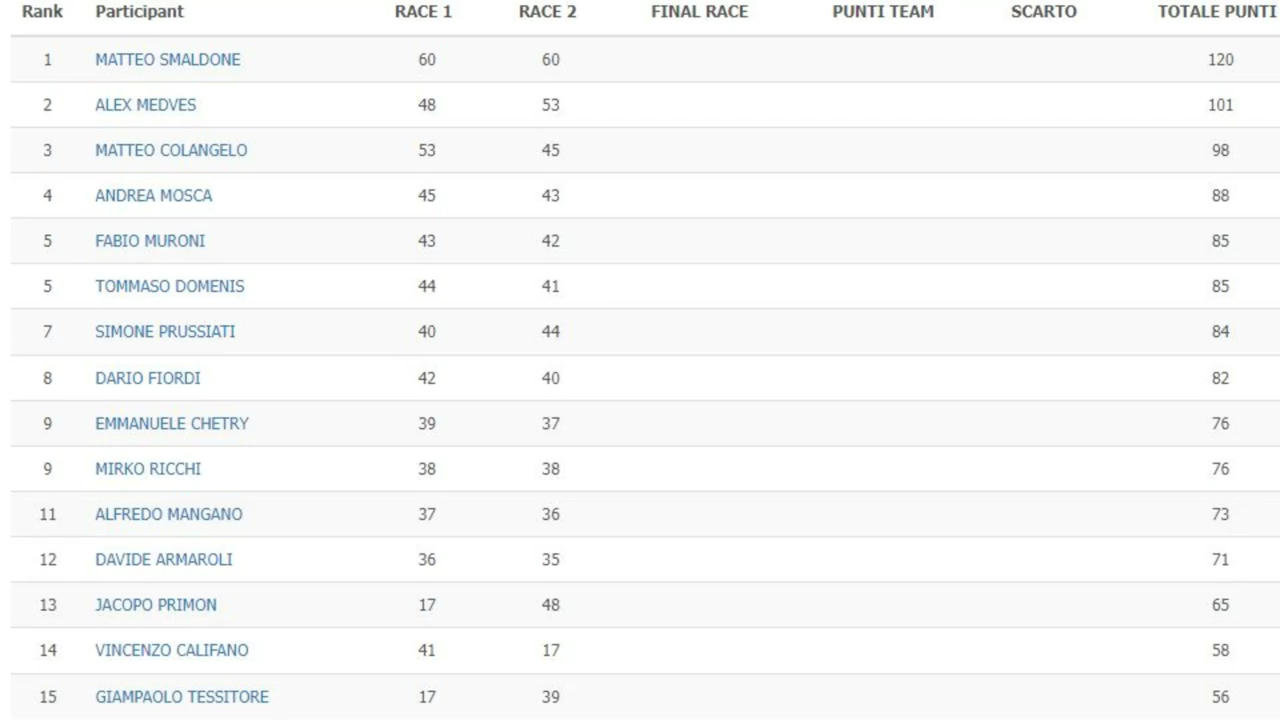 Rank Participant RACE 1 RACE 2 FINAL RACE PUNTI TEAM SCARTO TOTALE PUNTI
1 MATTEO SMALDONE 60 60 120
2 ALEX MEDVES 48 53 101
3 MATTEO COLANGELO 53 45 98
4 ANDREA MOSCA 45 43 88
5 FABIO MURONI 43 42 85
5 TOMMASO DOMENIS 44 41 85
7 SIMONE PRUSSIATI 40 44 84
8 DARIO FIORDI 42 40 82
9 EMMANUELE CHETRY 39 37 76
9 MIRKO RICCHI 38 38 76
11 ALFREDO MANGANO 37 36 73
12 DAVIDE ARMAROLI 36 35 71
13 JACOPO PRIMON 17 48 65
14 VINCENZO CALIFANO 41 17 58
15 GIAMPAOLO TESSITORE 17 39 56